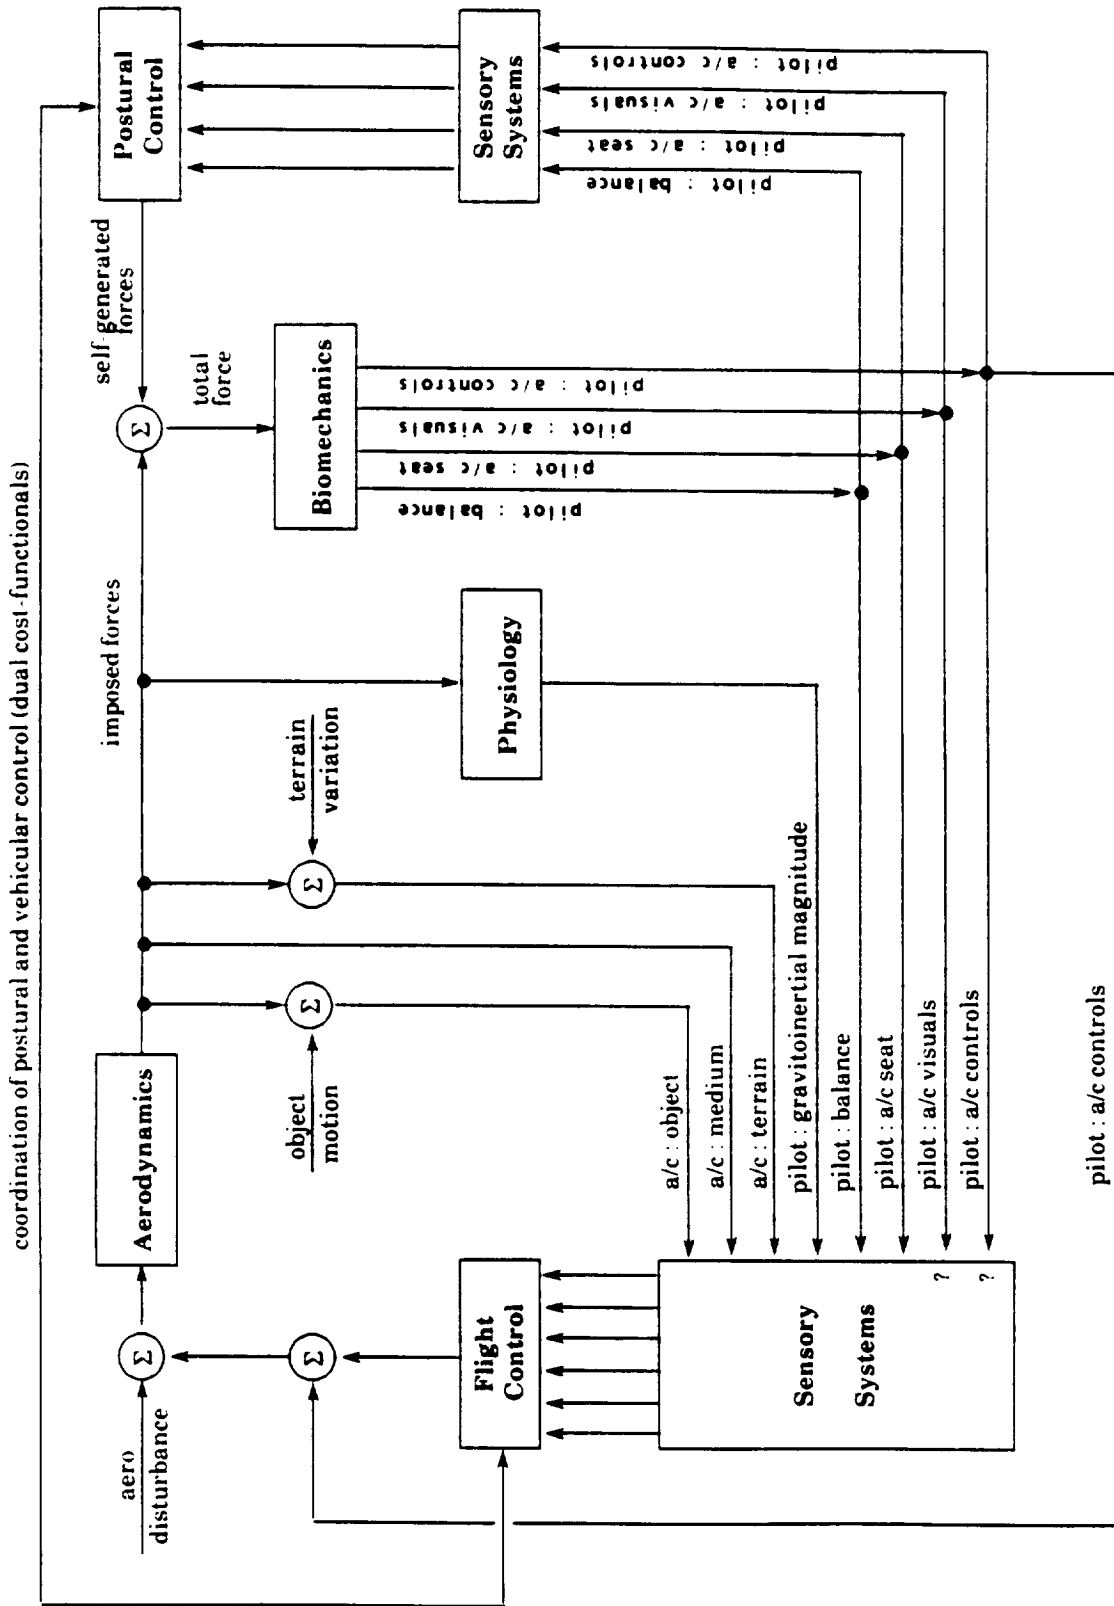 coordination of postural and vehicular control (dual cost-functionals)
aero
disturbance
Σ
Aerodynamics
imposed forces
Σ
self-generated
forces
Postural
Control
total
force
Σ
object
motion
Σ
Σ
terrain
variation
Biomechanics
pilot : balance
pilot : a/c seat
pilot : a/c visuals
pilot : a/c controls
Flight
Control
Physiology
Sensory
Systems
pilot : balance
pilot : a/c seat
pilot : a/c visuals
pilot : a/c controls
Sensory
Systems
?
?
a/c : object
a/c : medium
a/c : terrain
pilot : gravitoinertial magnitude
pilot : balance
pilot : a/c seat
pilot : a/c visuals
pilot : a/c controls
pilot : a/c controls